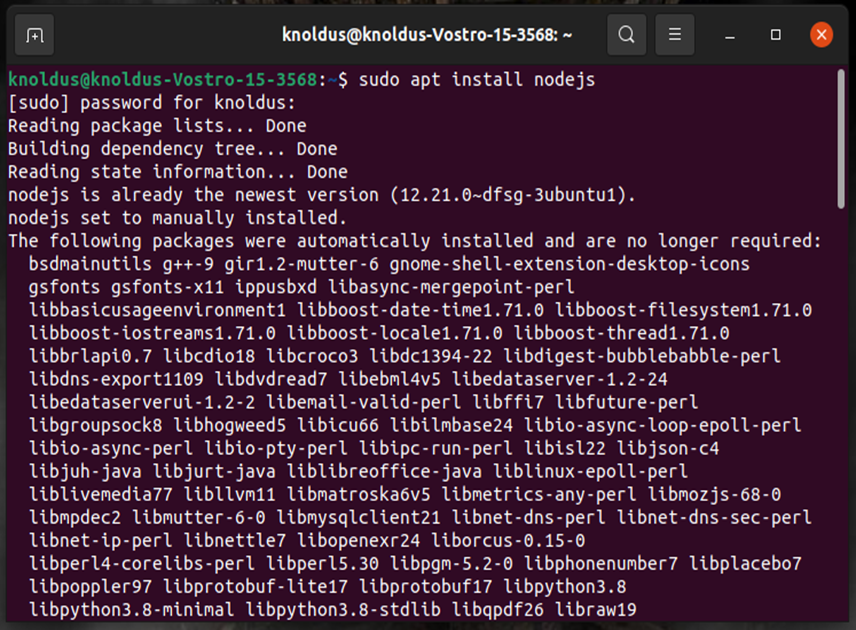 knoldus@knoldus-Vostro-15-3568: ~
knoldus@knoldus-Vostro-15-3568:~$ sudo apt install nodejs
[sudo] password for knoldus:
Reading package lists... Done
Building dependency tree... Done
Reading state information... Done
nodejs is already the newest version (12.21.0~dfsg-3ubuntu1).
nodejs set to manually installed.
The following packages were automatically installed and are no longer required:
  bsdmainutils g++-9 gir1.2-mutter-6 gnome-shell-extension-desktop-icons
  gsfonts gsfonts-x11 ippusbxd libasync-mergepoint-perl
  libbasicusageenvironment1 libboost-date-time1.71.0 libboost-filesystem1.71.0
  libboost-iostreams1.71.0 libboost-locale1.71.0 libboost-thread1.71.0
  libbrlapi0.7 libcdio18 libcroco3 libdc1394-22 libdigest-bubblebabble-perl
  libdns-export1109 libdvdread7 libebml4v5 libedataserver-1.2-24
  libedataserverui-1.2-2 libemail-valid-perl libffi7 libfuture-perl
  libgroupsock8 libhogweed5 libicu66 libilmbase24 libio-async-loop-epoll-perl
  libio-async-perl libio-pty-perl libipc-run-perl libisl22 libjson-c4
  libjuh-java libjurt-java liblibreoffice-java liblinux-epoll-perl
  liblivemedia77 libllvm11 libmatroska6v5 libmetrics-any-perl libmozjs-68-0
  libmpdec2 libmutter-6-0 libmysqlclient21 libnet-dns-perl libnet-dns-sec-perl
  libnet-ip-perl libnettle7 libopenexr24 liborcus-0.15-0
  libperl4-corelibs-perl libperl5.30 libpgm-5.2-0 libphonenumber7 libplacebo7
  libpoppler97 libprotobuf-lite17 libprotobuf17 libpython3.8
  libpython3.8-minimal libpython3.8-stdlib libqpdf26 libraw19